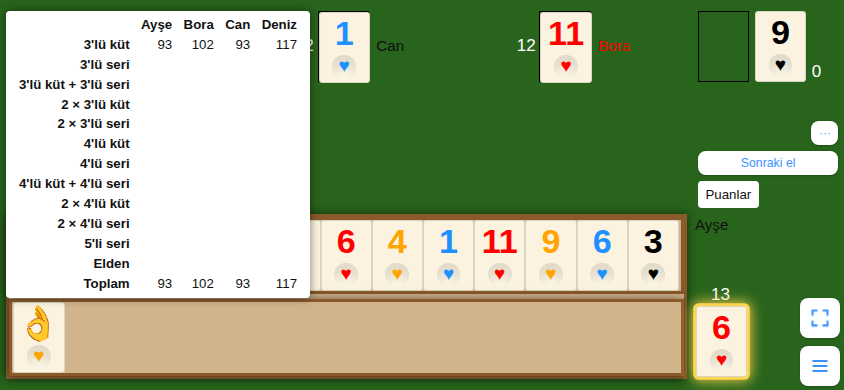 Ayşe Bora Can Deniz
3'lü küt 93 102 93 117
3'lü seri
3'lü küt + 3'lü seri
2 × 3'lü küt
2 × 3'lü seri
4'lü küt
4'lü seri
4'lü küt + 4'lü seri
2 × 4'lü küt
2 × 4'lü seri
5'li seri
Elden
Toplam 93 102 93 117
1 Can
12 11 Bora
9 0
...
Sonraki el
Puanlar
Ayşe
6 4 1 11 9 6 3
13
6